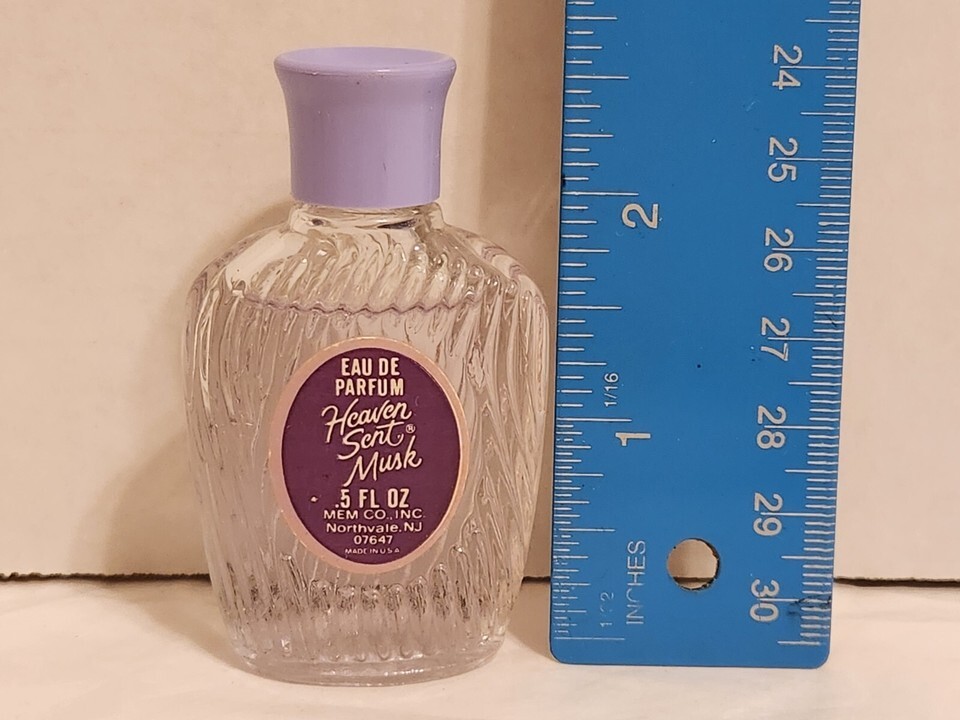 EAU DE
PARFUM
Heaven
Sent®
Musk
.5 FL OZ
MEM CO., INC.
Northvale, NJ
07647
MADE IN U.S.A.
24
25
2
26
27
1/16
28
1
29
INCHES
30